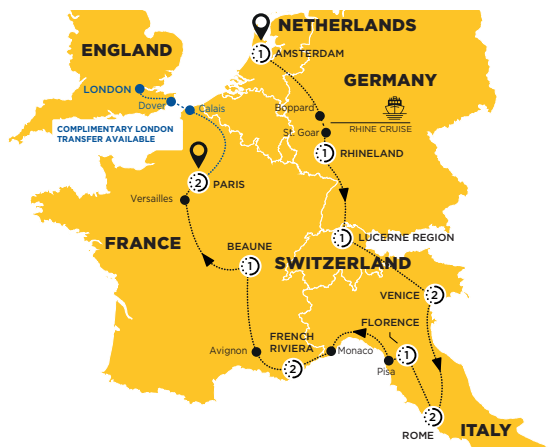 NETHERLANDS
ENGLAND
1
AMSTERDAM
GERMANY
LONDON
Dover
Calais
Boppard
RHINE CRUISE
St. Goar
COMPLIMENTARY LONDON
TRANSFER AVAILABLE
1
RHINELAND
2
PARIS
Versailles
FRANCE
1
LUCERNE REGION
BEAUNE
1
SWITZERLAND
VENICE
2
FLORENCE
1
FRENCH
RIVIERA
Avignon
Monaco
2
Pisa
2
ROME
ITALY